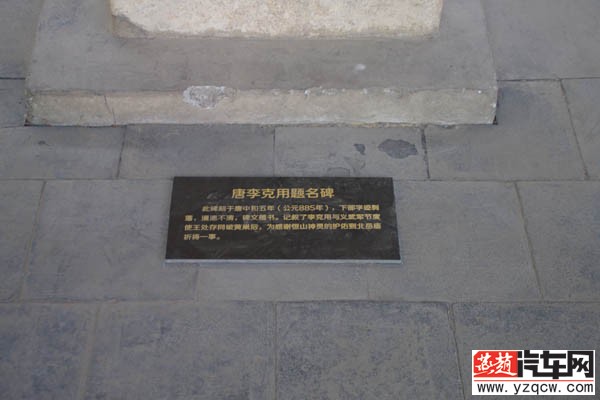 唐李克用题名碑
此碑刻于唐中和五年（公元885年），下部字迹剥
落，漫漶不清，碑文楷书。记叙了李克用与义武军节度
使王处存同破黄巢后，为感谢恒山神灵的护佑到北岳庙
祈祷一事。
燕赵汽车网
www.yzqcw.com